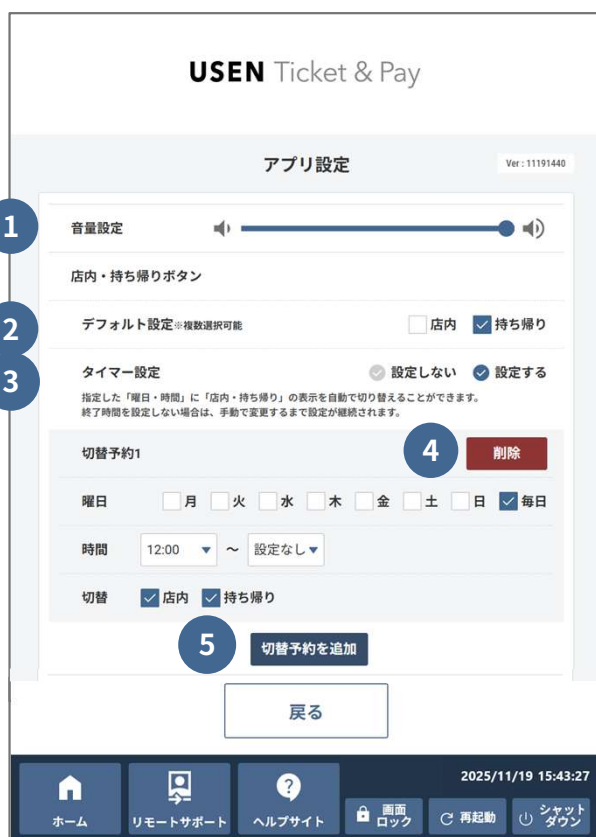 USEN Ticket & Pay
アプリ設定
Ver : 11191440
1
音量設定
店内・持ち帰りボタン
2
デフォルト設定※複数選択可能
店内
持ち帰り
3
タイマー設定
設定しない
設定する
指定した「曜日・時間」に「店内・持ち帰り」の表示を自動で切り替えることができます。
終了時間を設定しない場合は、手動で変更するまで設定が継続されます。
切替予約1
4
削除
曜日
月
火
水
木
金
土
日
毎日
時間
12:00
～
設定なし
切替
店内
持ち帰り
5
切替予約を追加
戻る
2025/11/19 15:43:27
ホーム
リモートサポート
ヘルプサイト
画面
ロック
再起動
シャット
ダウン